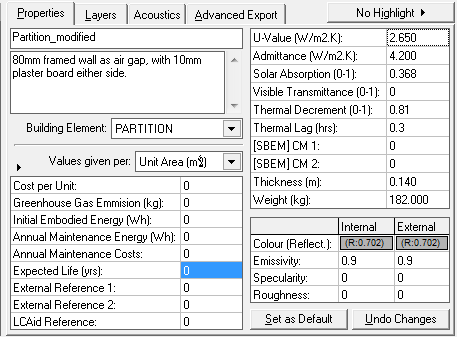 Properties Layers Acoustics Advanced Export No Highlight
Partition_modified
80mm framed wall as air gap, with 10mm
plaster board either side.
Building Element: PARTITION
Values given per: Unit Area (m²)
Cost per Unit: 0
Greenhouse Gas Emmision (kg): 0
Initial Embodied Energy (Wh): 0
Annual Maintenance Energy (Wh): 0
Annual Maintenance Costs: 0
Expected Life (yrs): 0
External Reference 1: 0
External Reference 2: 0
LCAid Reference: 0
U-Value (W/m2.K): 2.650
Admittance (W/m2.K): 4.200
Solar Absorption (0-1): 0.368
Visible Transmittance (0-1): 0
Thermal Decrement (0-1): 0.81
Thermal Lag (hrs): 0.3
[SBEM] CM 1: 0
[SBEM] CM 2: 0
Thickness (m): 0.140
Weight (kg): 182.000
Internal External
Colour (Reflect.): (R:0.702) (R:0.702)
Emissivity: 0.9 0.9
Specularity: 0 0
Roughness: 0 0
Set as Default Undo Changes